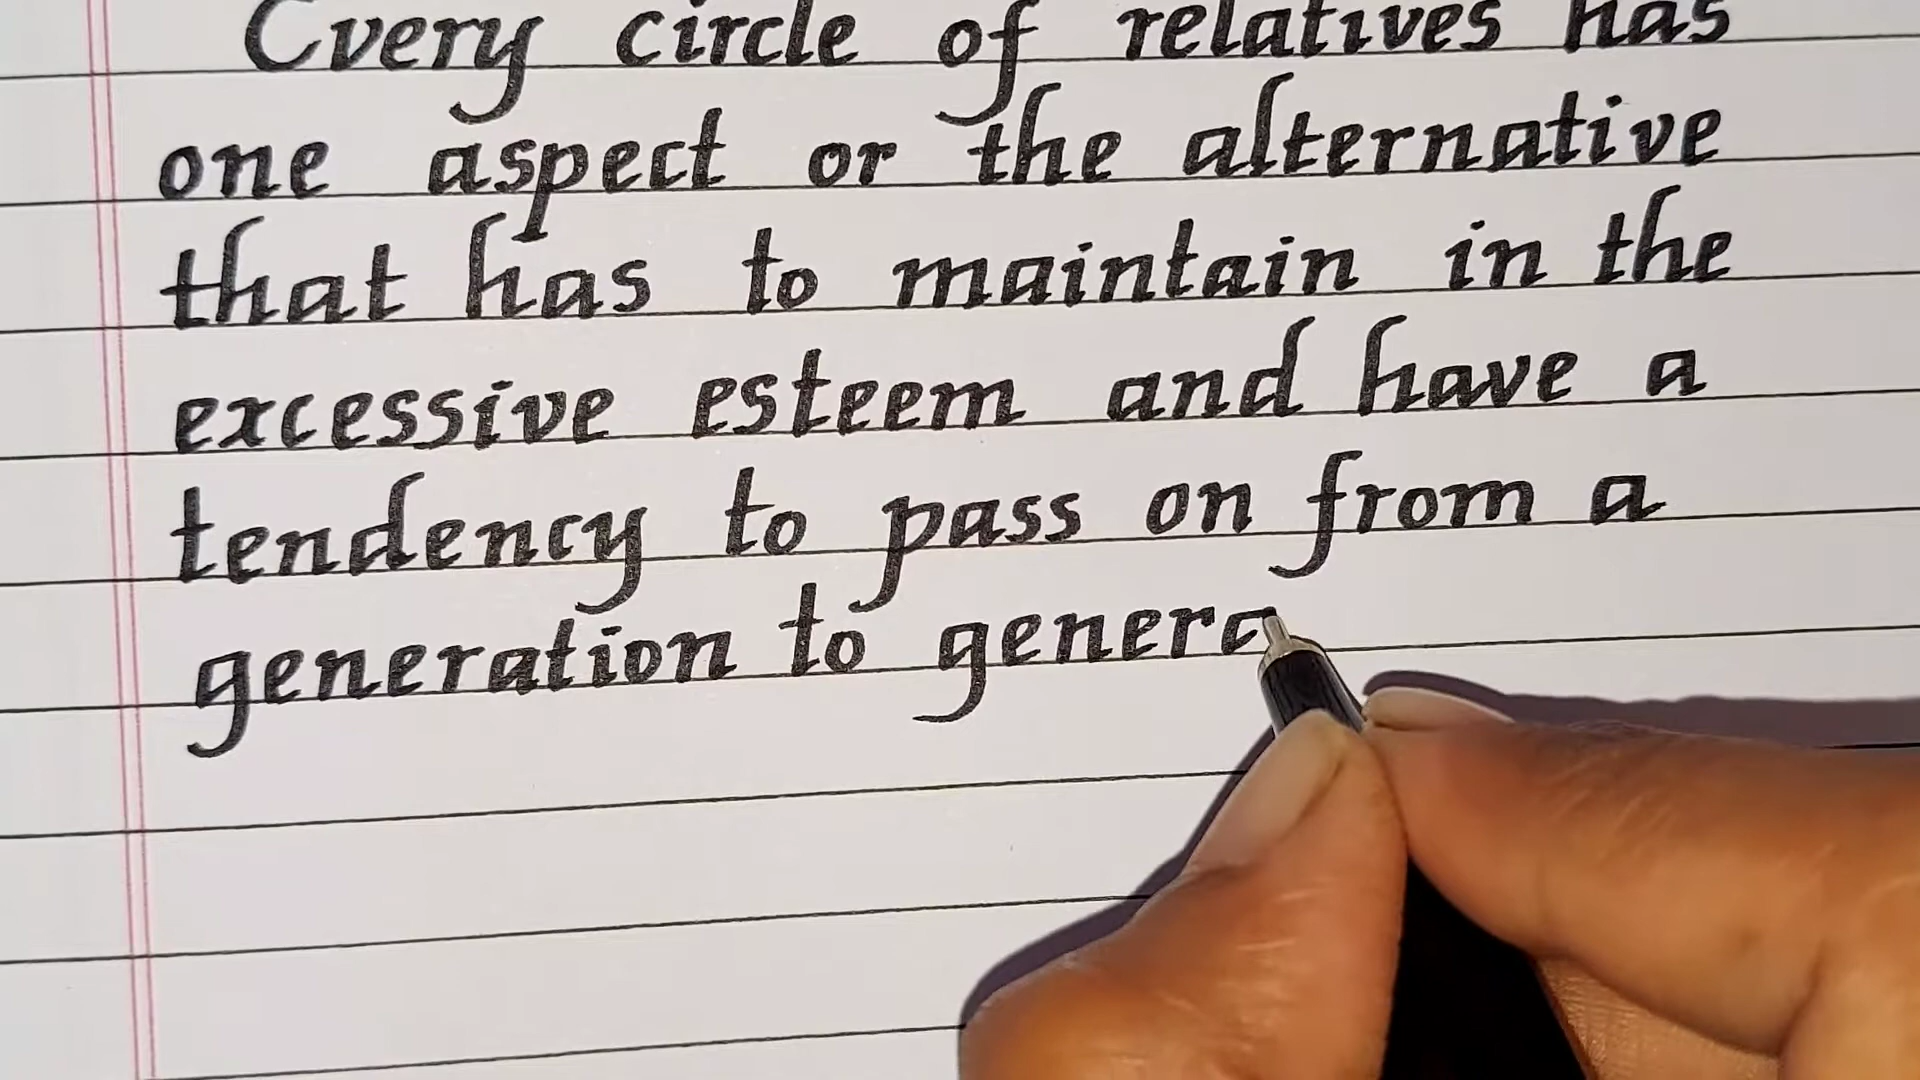 Every circle of relatives has
one aspect or the alternative
that has to maintain in the
excessive esteem and have a
tendency to pass on from a
generation to genera